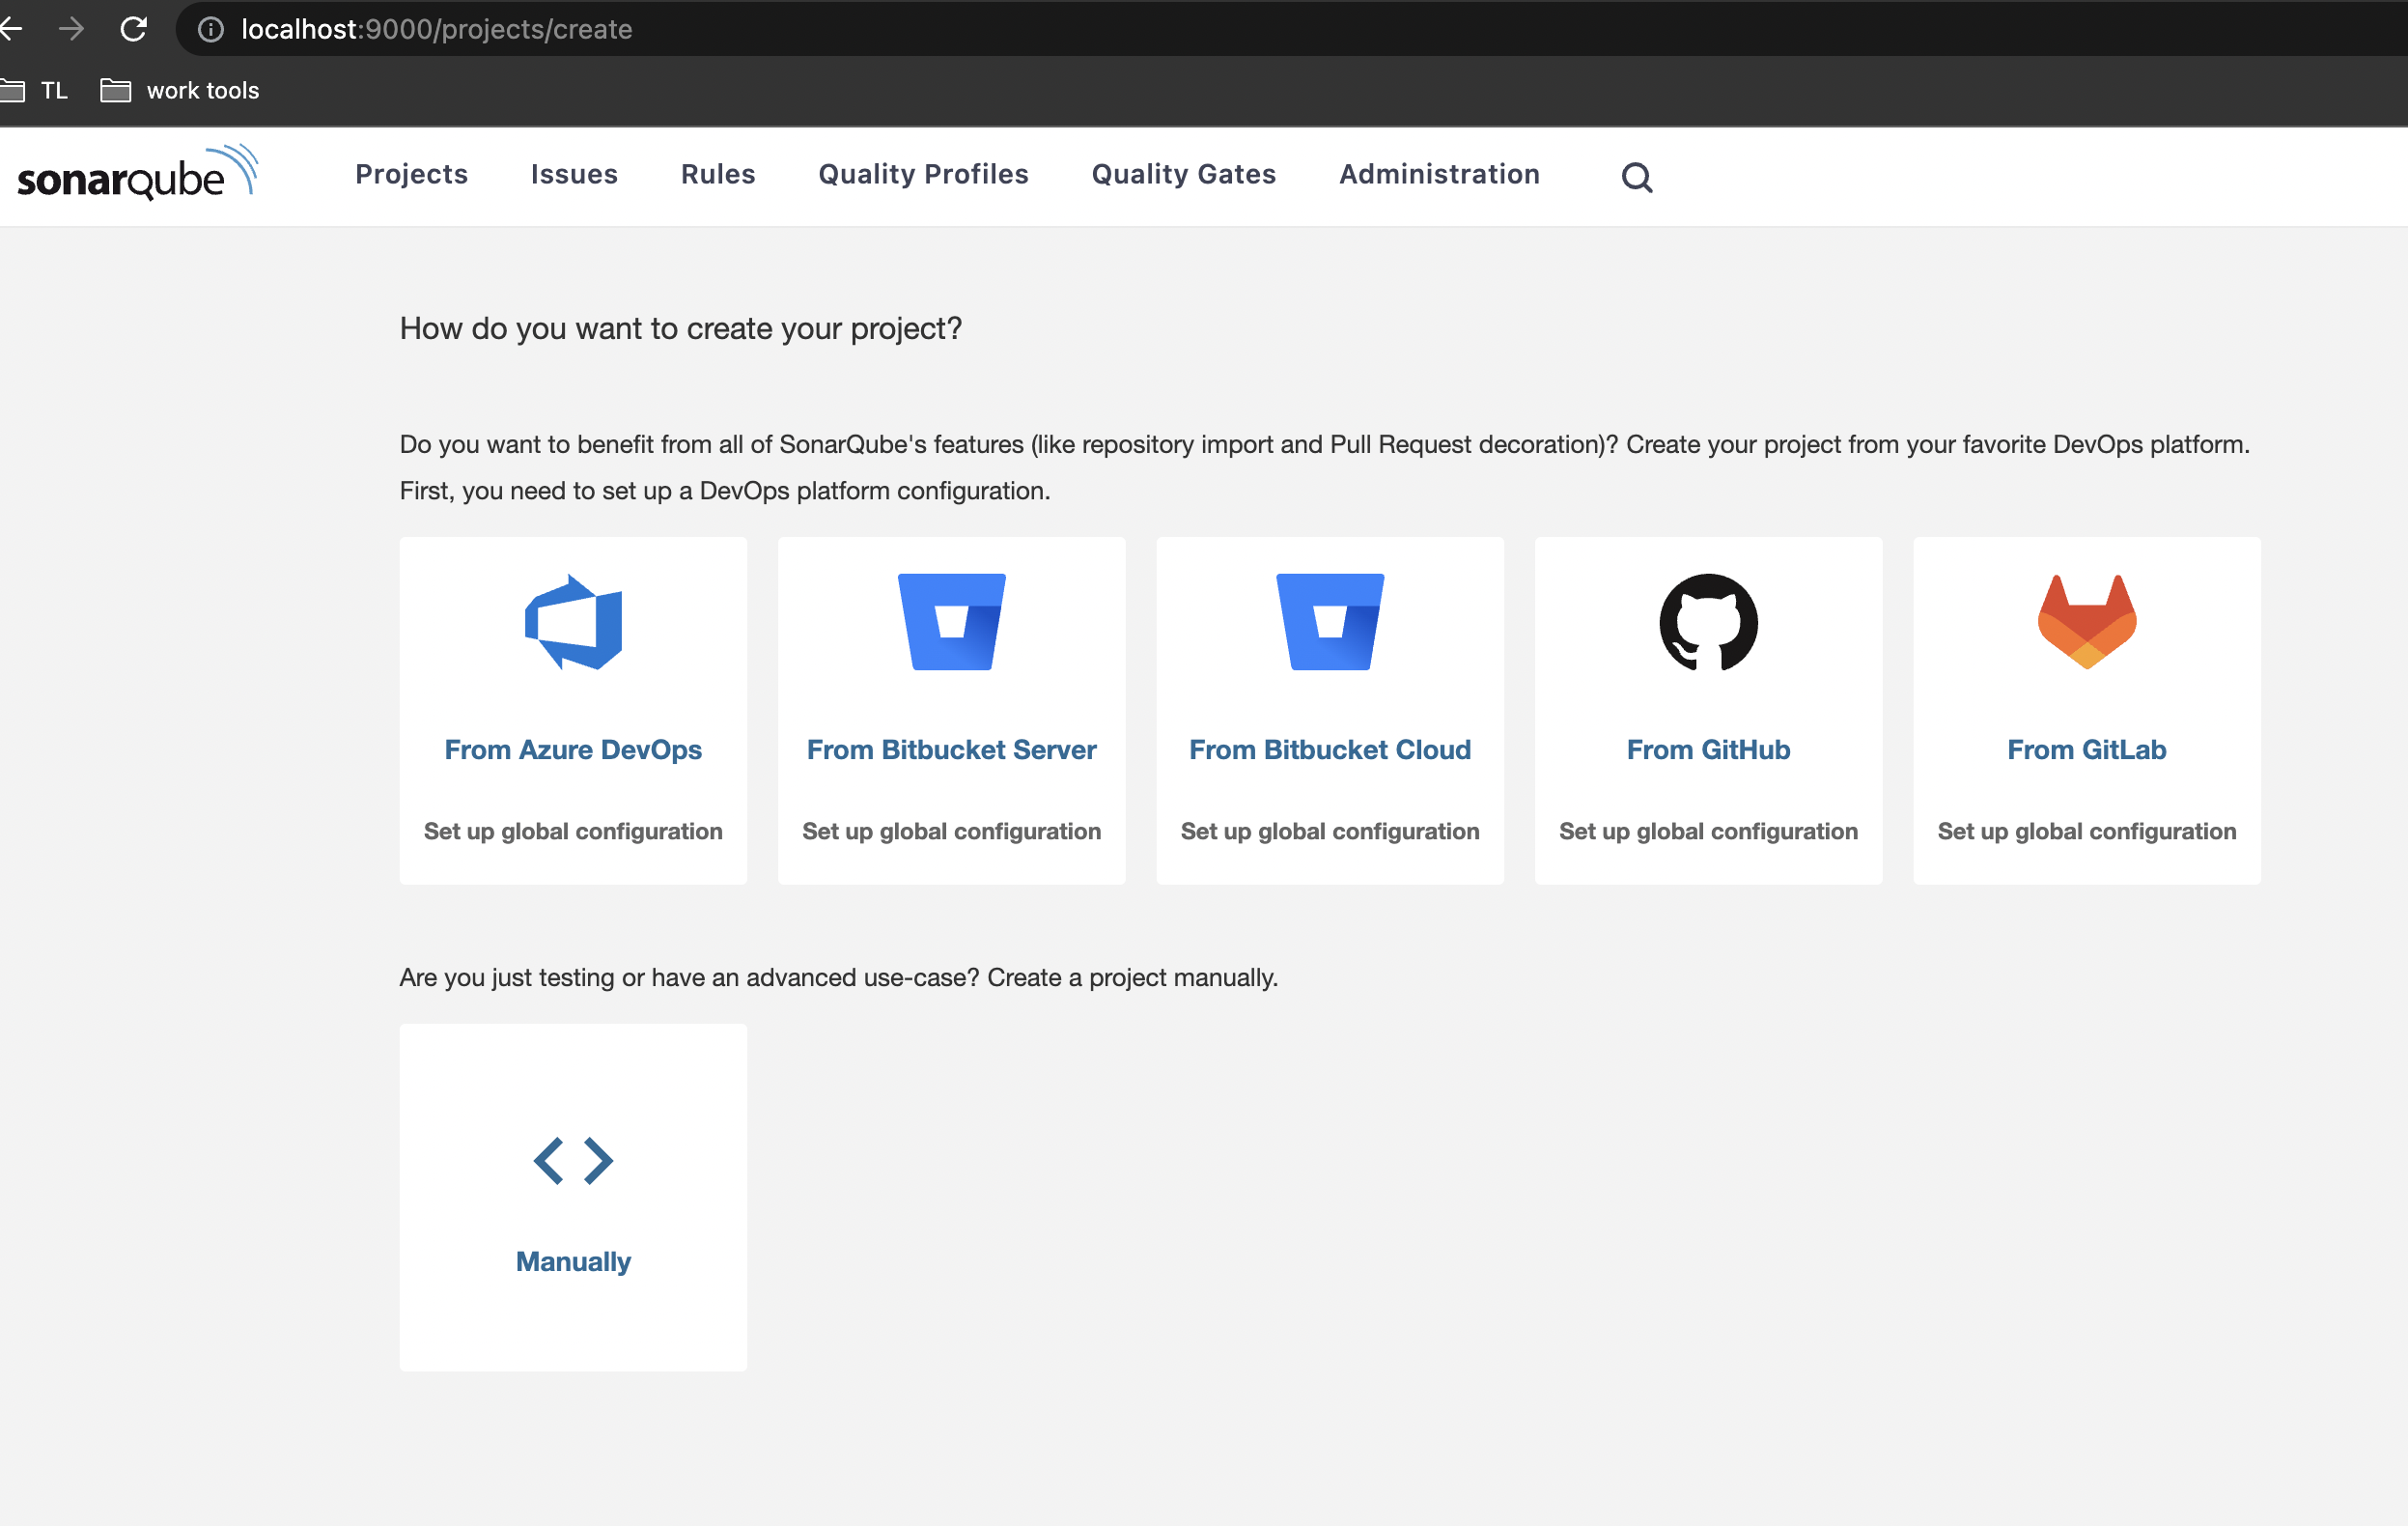 localhost:9000/projects/create
TL work tools
sonarqube Projects Issues Rules Quality Profiles Quality Gates Administration
How do you want to create your project?
Do you want to benefit from all of SonarQube's features (like repository import and Pull Request decoration)? Create your project from your favorite DevOps platform.
First, you need to set up a DevOps platform configuration.
From Azure DevOps From Bitbucket Server From Bitbucket Cloud From GitHub From GitLab
Set up global configuration Set up global configuration Set up global configuration Set up global configuration Set up global configuration
Are you just testing or have an advanced use-case? Create a project manually.
Manually